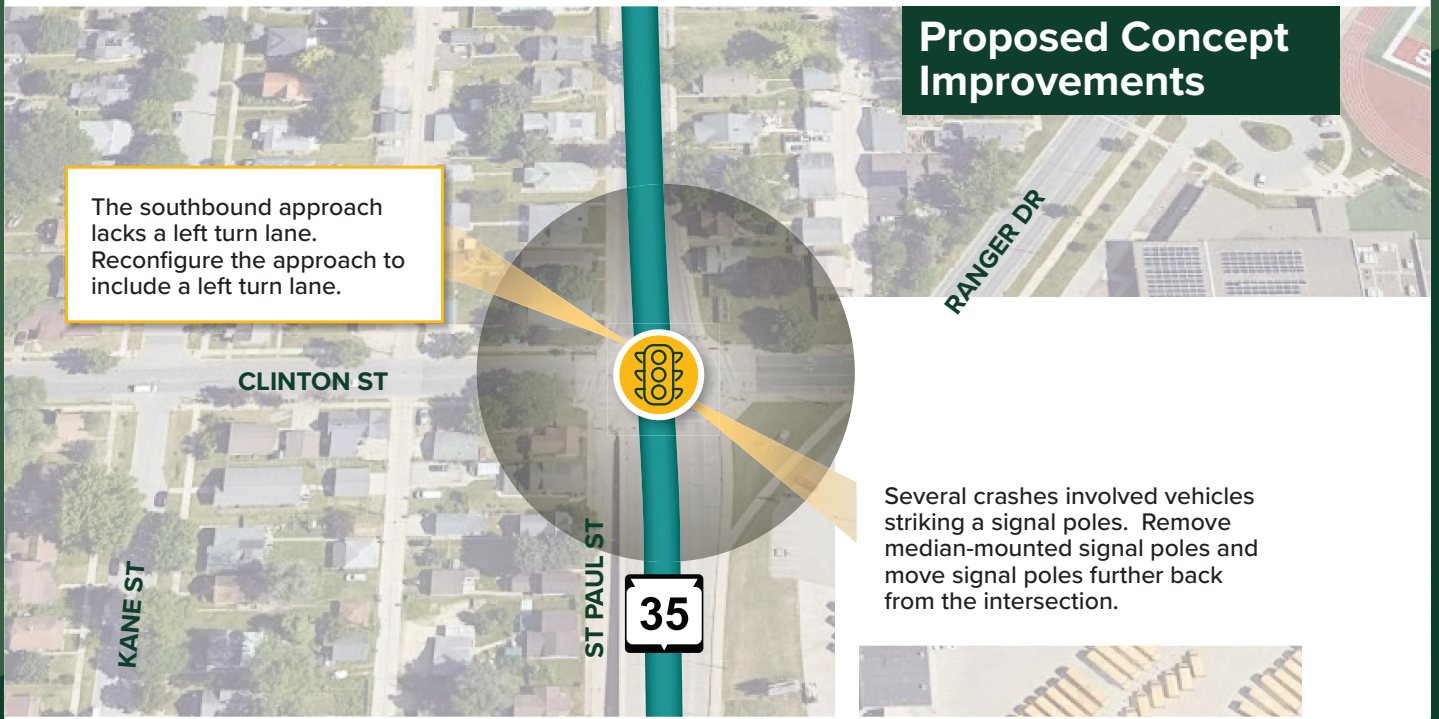 Proposed Concept
Improvements
The southbound approach
lacks a left turn lane.
Reconfigure the approach to
include a left turn lane.
RANGER DR
CLINTON ST
Several crashes involved vehicles
striking a signal poles.  Remove
median-mounted signal poles and
move signal poles further back
from the intersection.
KANE ST
ST PAUL ST
35